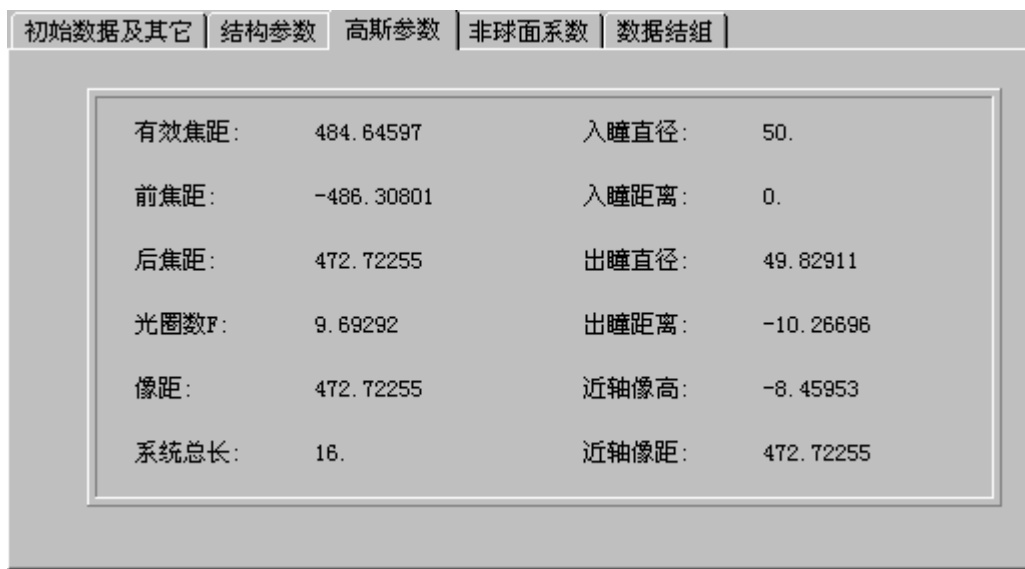 初始数据及其它 结构参数 高斯参数 非球面系数 数据结组
有效焦距: 484.64597 入瞳直径: 50.
前焦距: -486.30801 入瞳距离: 0.
后焦距: 472.72255 出瞳直径: 49.82911
光圈数F: 9.69292 出瞳距离: -10.26696
像距: 472.72255 近轴像高: -8.45953
系统总长: 16. 近轴像距: 472.72255